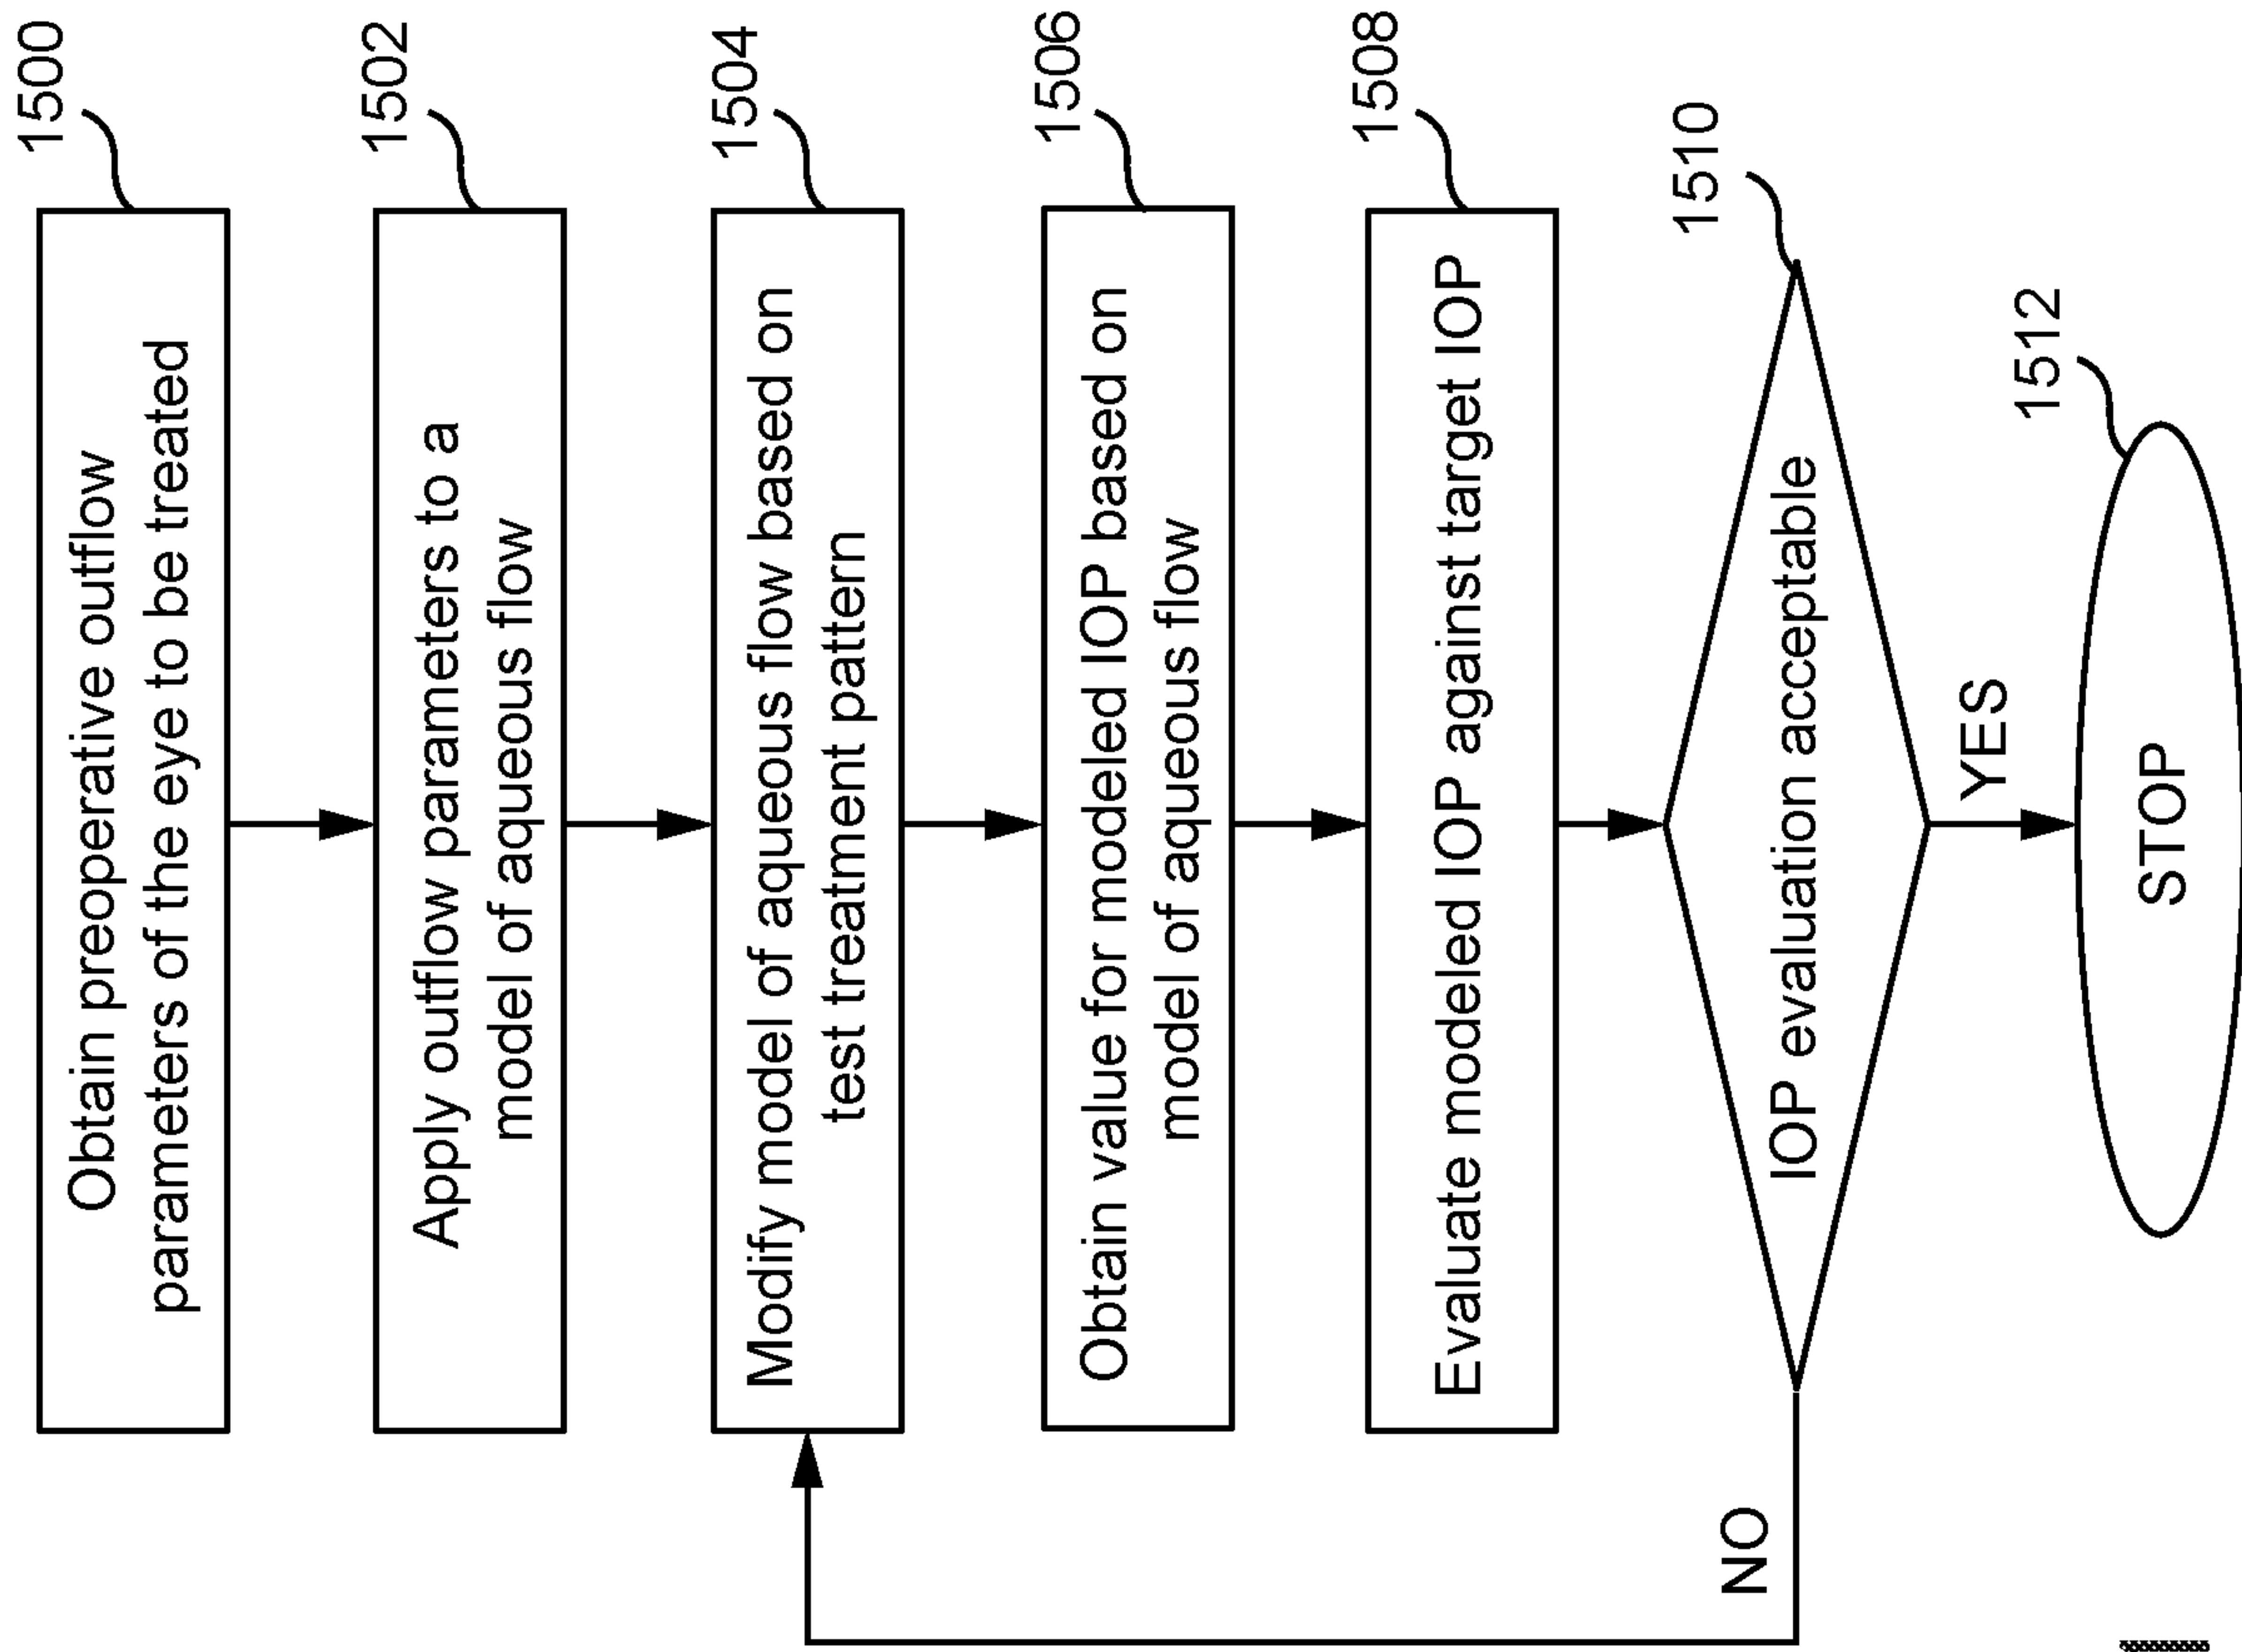 1500
Obtain preoperative outflow
parameters of the eye to be treated
1502
Apply outflow parameters to a
model of aqueous flow
1504
Modify model of aqueous flow based on
test treatment pattern
1506
Obtain value for modeled IOP based on
model of aqueous flow
1508
Evaluate modeled IOP against target IOP
1510
IOP evaluation acceptable
NO
YES
1512
STOP